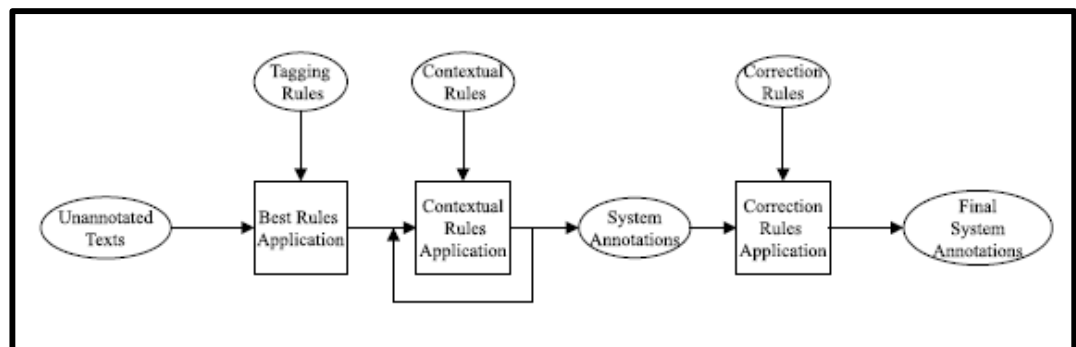 Tagging
Rules
Contextual
Rules
Correction
Rules
Unannotated
Texts
Best Rules
Application
Contextual
Rules
Application
System
Annotations
Correction
Rules
Application
Final
System
Annotations